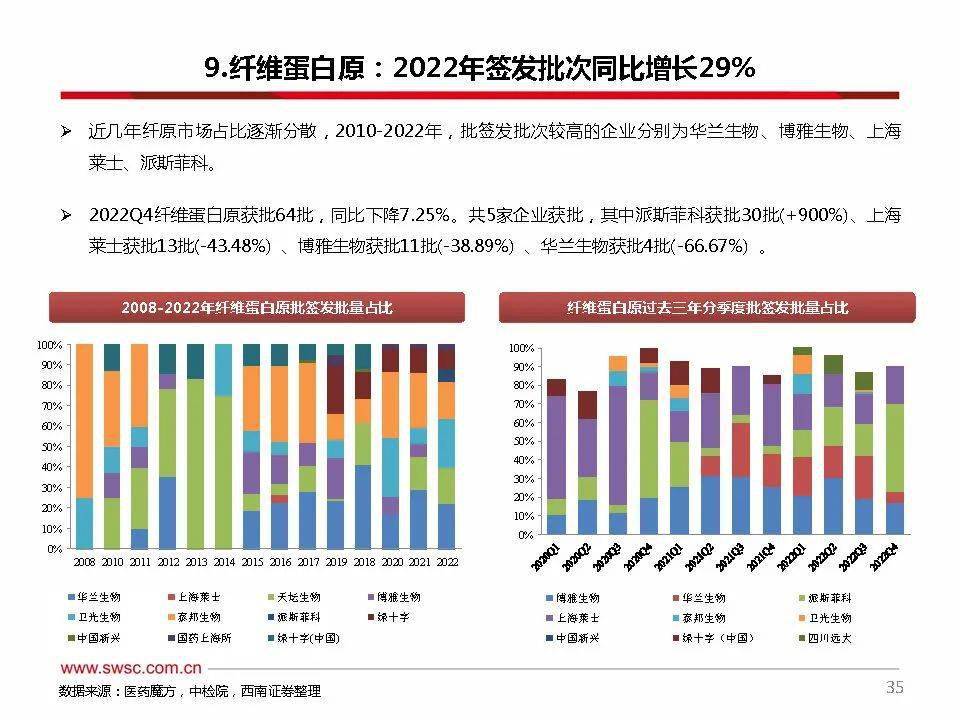 9.纤维蛋白原：2022年签发批次同比增长29%
近几年纤原市场占比逐渐分散，2010-2022年，批签发批次较高的企业分别为华兰生物、博雅生物、上海
莱士、派斯菲科。
2022Q4纤维蛋白原获批64批，同比下降7.25%。共5家企业获批，其中派斯菲科获批30批(+900%)、上海
莱士获批13批(-43.48%) 、博雅生物获批11批(-38.89%) 、华兰生物获批4批(-66.67%) 。
2008-2022年纤维蛋白原批签发批量占比
100%
90%
80%
70%
60%
50%
40%
30%
20%
10%
0%
2008 2010 2011 2012 2013 2014 2015 2016 2017 2019 2018 2020 2021 2022
华兰生物 上海莱士 天坛生物 博雅生物
卫光生物 泰邦生物 派斯菲科 绿十字
中国新兴 国药上海所 绿十字(中国)
纤维蛋白原过去三年分季度批签发批量占比
100%
90%
80%
70%
60%
50%
40%
30%
20%
10%
0%
2020Q1 2020Q2 2020Q3 2020Q4 2021Q1 2021Q2 2021Q3 2021Q4 2022Q1 2022Q2 2022Q3 2022Q4
博雅生物 华兰生物 派斯菲科
上海莱士 泰邦生物 卫光生物
中国新兴 绿十字（中国） 四川远大
www.swsc.com.cn
数据来源：医药魔方，中检院，西南证券整理
35